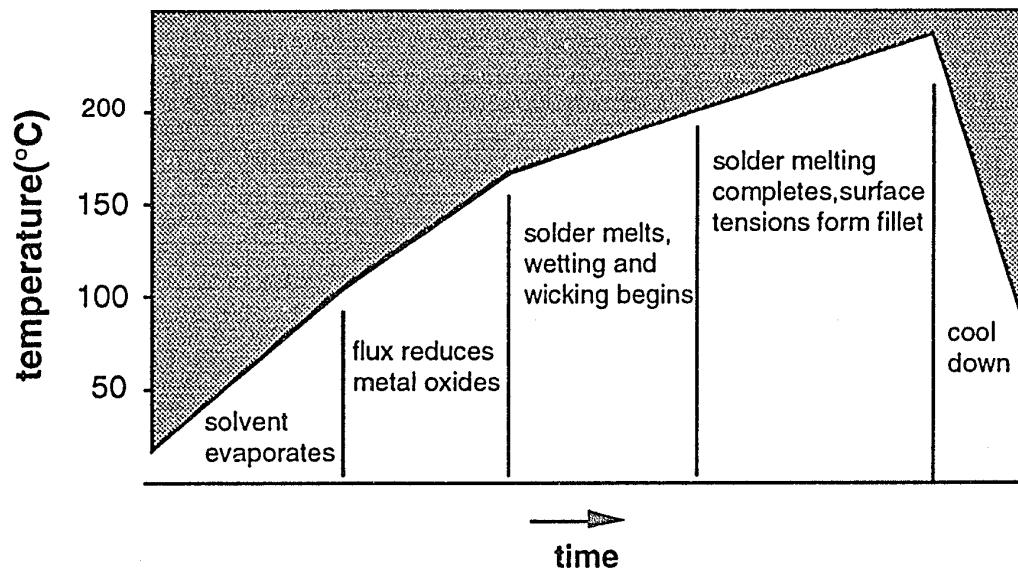 temperature(°C)
200
150
100
50
solvent
evaporates
flux reduces
metal oxides
solder melts,
wetting and
wicking begins
solder melting
completes,surface
tensions form fillet
cool
down
time